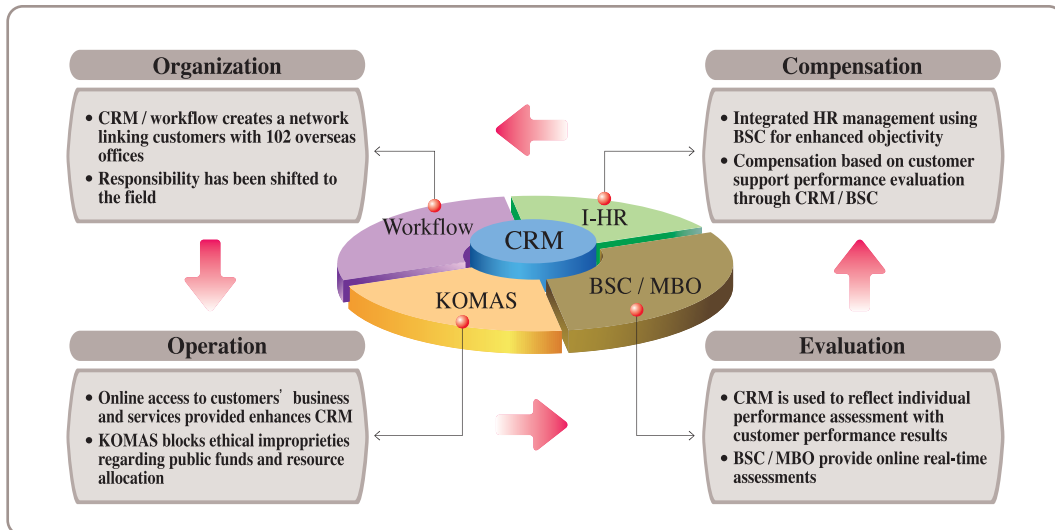 Organization
• CRM / workflow creates a network
linking customers with 102 overseas
offices
• Responsibility has been shifted to
the field
Compensation
• Integrated HR management using
BSC for enhanced objectivity
• Compensation based on customer
support performance evaluation
through CRM / BSC
Workflow
I-HR
CRM
KOMAS
BSC / MBO
Operation
• Online access to customers’ business
and services provided enhances CRM
• KOMAS blocks ethical improprieties
regarding public funds and resource
allocation
Evaluation
• CRM is used to reflect individual
performance assessment with
customer performance results
• BSC / MBO provide online real-time
assessments